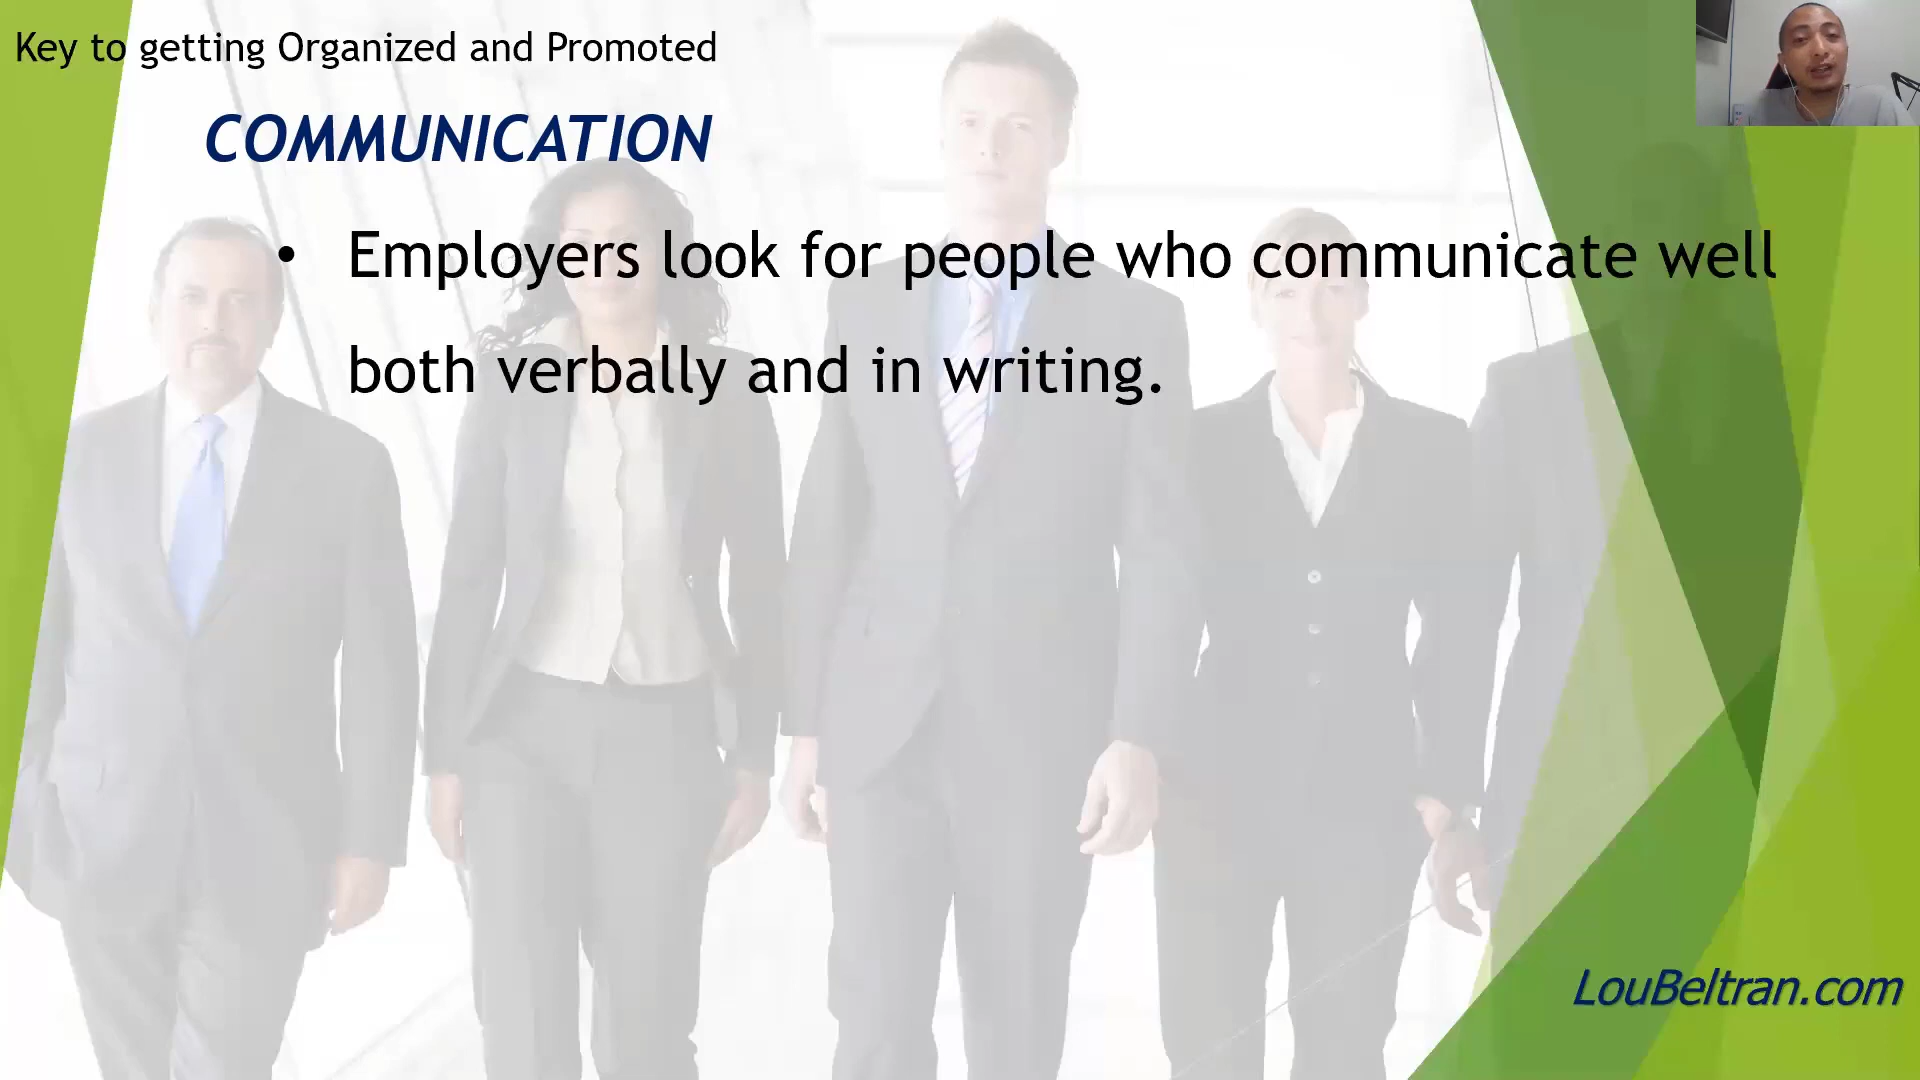 Key to getting Organized and Promoted
COMMUNICATION
• Employers look for people who communicate well
both verbally and in writing.
LouBeltran.com